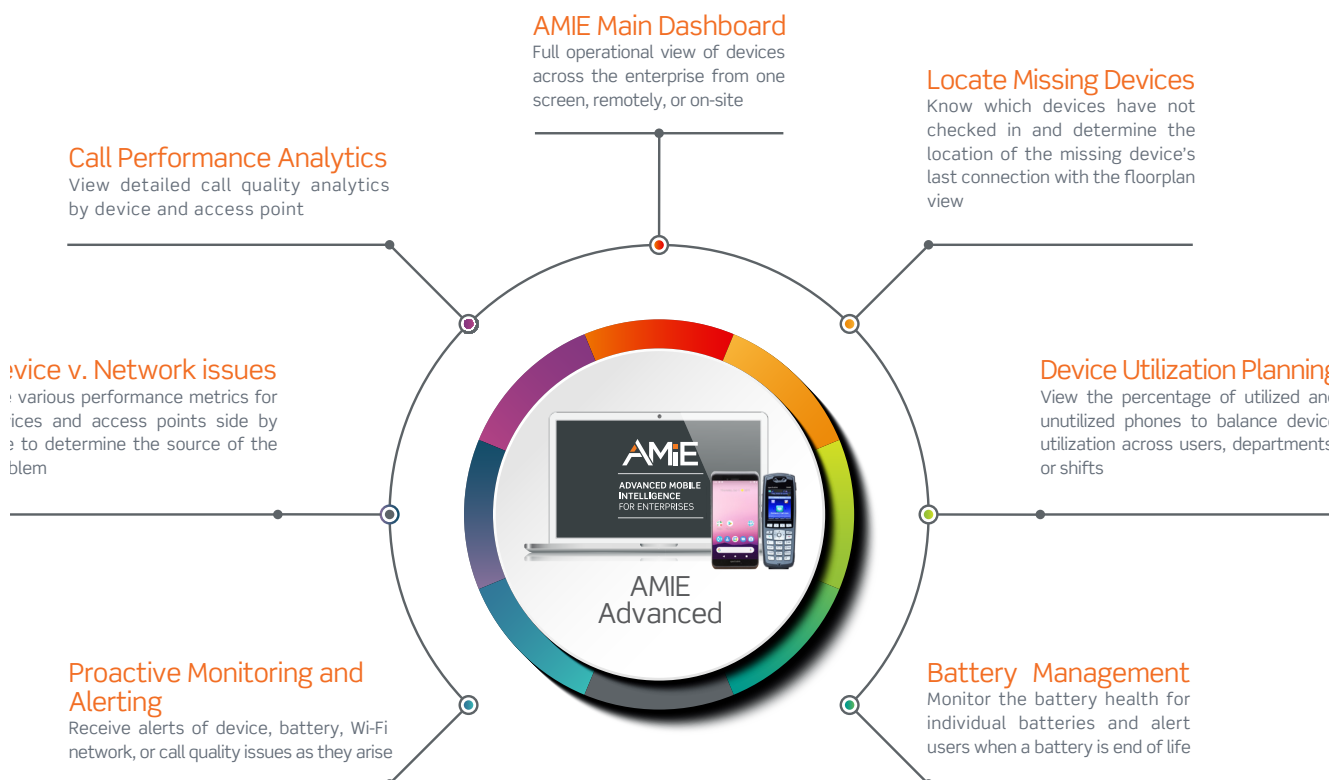 AMIE Main Dashboard
Full operational view of devices
across the enterprise from one
screen, remotely, or on-site
Locate Missing Devices
Know which devices have not
checked in and determine the
location of the missing device's
last connection with the floorplan
view
Call Performance Analytics
View detailed call quality analytics
by device and access point
evice v. Network issues
various performance metrics for
ices and access points side by
e to determine the source of the
blem
Device Utilization Planning
View the percentage of utilized and
unutilized phones to balance device
utilization across users, departments
or shifts
AMiE
ADVANCED MOBILE
INTELLIGENCE
FOR ENTERPRISES
AMIE
Advanced
Proactive Monitoring and
Alerting
Receive alerts of device, battery, Wi-Fi
network, or call quality issues as they arise
Battery Management
Monitor the battery health for
individual batteries and alert
users when a battery is end of life